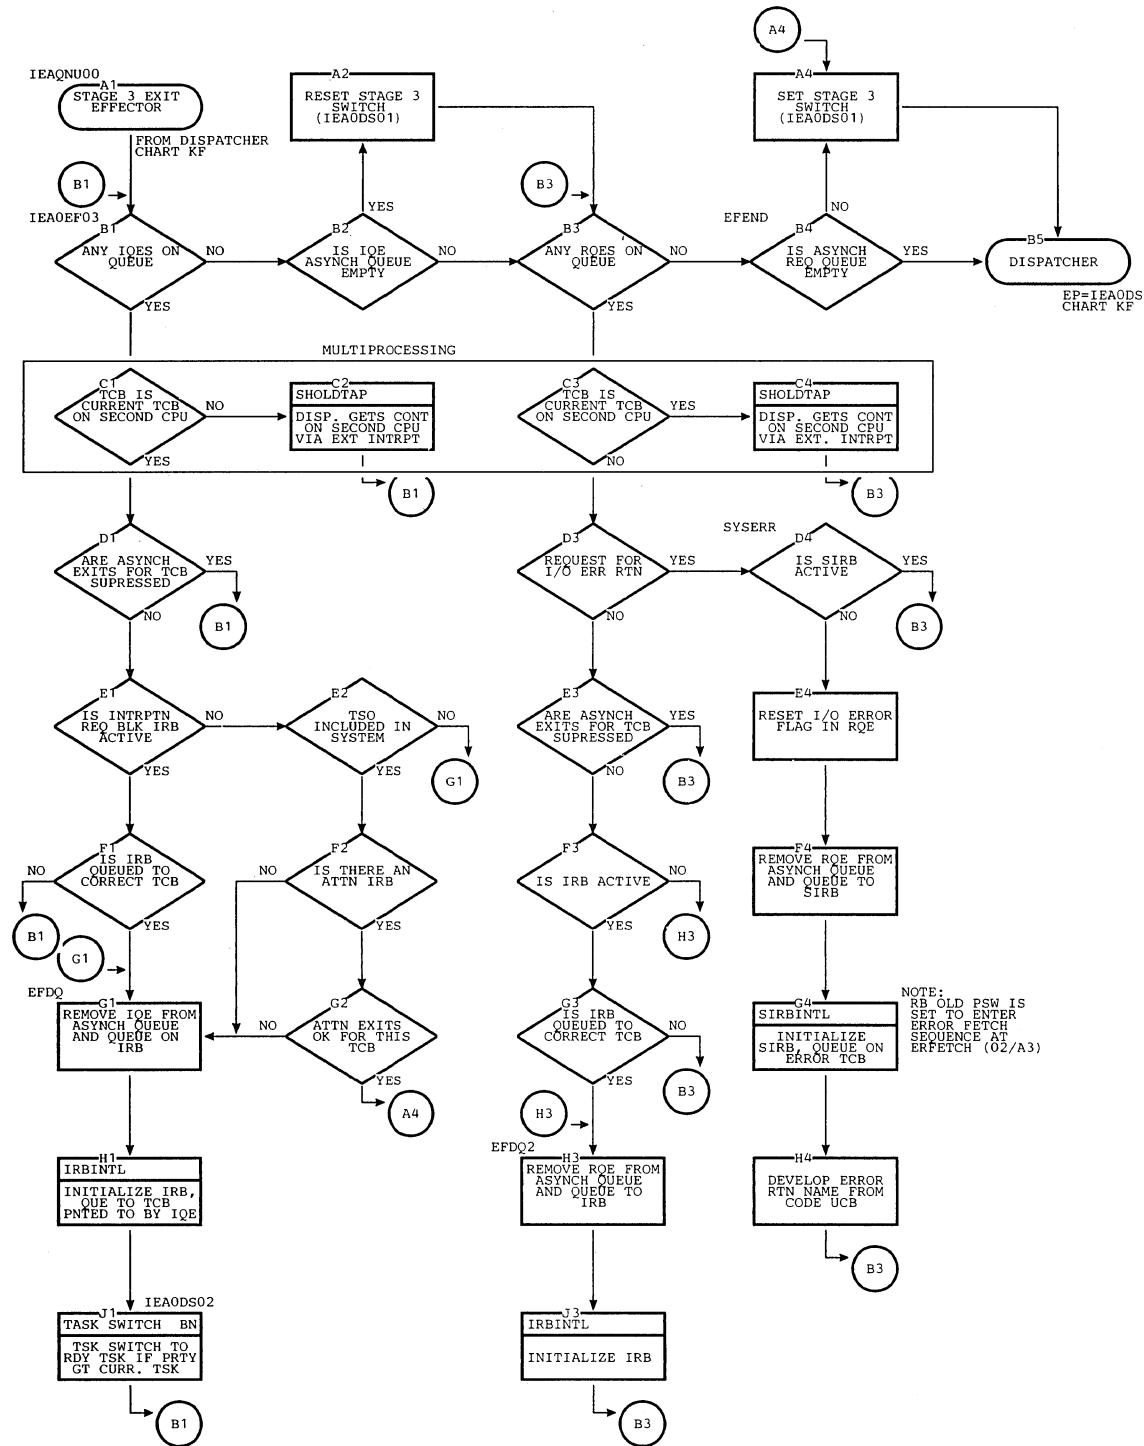 A4
IEAQNU00
A1
STAGE 3 EXIT
EFFECTOR
A2
RESET STAGE 3
SWITCH
(IEA0DS01)
A4
SET STAGE 3
SWITCH
(IEA0DS01)
FROM DISPATCHER
CHART KF
B1
B3
IEA0EF03
B1
ANY IQES ON
QUEUE
NO
YES
B2
IS IQE
ASYNCH QUEUE
EMPTY
YES
NO
B3
ANY RQES ON
QUEUE
NO
YES
EFEND
B4
IS ASYNCH
REQ QUEUE
EMPTY
NO
YES
B5
DISPATCHER
EP=IEA0DS
CHART KF
MULTIPROCESSING
C1
TCB IS
CURRENT TCB
ON SECOND CPU
NO
YES
C2
SHOLDTAP
DISP. GETS CONT
ON SECOND CPU
VIA EXT INTRPT
B1
C3
TCB IS
CURRENT TCB
ON SECOND CPU
YES
NO
C4
SHOLDTAP
DISP. GETS CONT
ON SECOND CPU
VIA EXT. INTRPT
B3
D1
ARE ASYNCH
EXITS FOR TCB
SUPRESSED
YES
NO
B1
D3
REQUEST FOR
I/O ERR RTN
YES
NO
SYSERR
D4
IS SIRB
ACTIVE
YES
NO
B3
E1
IS INTRPTN
REQ BLK IRB
ACTIVE
NO
YES
E2
TSO
INCLUDED IN
SYSTEM
NO
YES
G1
E3
ARE ASYNCH
EXITS FOR TCB
SUPRESSED
YES
NO
B3
E4
RESET I/O ERROR
FLAG IN RQE
F1
IS IRB
QUEUED TO
CORRECT TCB
NO
YES
B1
F2
IS THERE AN
ATTN IRB
NO
YES
F3
IS IRB ACTIVE
NO
YES
H3
F4
REMOVE RQE FROM
ASYNCH QUEUE
AND QUEUE TO
SIRB
G1
EFDQ
G1
REMOVE IQE FROM
ASYNCH QUEUE
AND QUEUE ON
IRB
G2
ATTN EXITS
OK FOR THIS
TCB
NO
YES
A4
G3
IS IRB
QUEUED TO
CORRECT TCB
NO
YES
B3
G4
SIRBINTL
INITIALIZE
SIRB, QUEUE ON
ERROR TCB
NOTE:
RB OLD PSW IS
SET TO ENTER
ERROR FETCH
SEQUENCE AT
ERFETCH (02/A3)
H3
EFDQ2
H1
IRBINTL
INITIALIZE IRB,
QUE TO TCB
PNTED TO BY IQE
H3
REMOVE RQE FROM
ASYNCH QUEUE
AND QUEUE TO
IRB
H4
DEVELOP ERROR
RTN NAME FROM
CODE UCB
B3
IEA0DS02
J1
TASK SWITCH BN
TSK SWITCH TO
RDY TSK IF PRTY
GT CURR. TSK
B1
J3
IRBINTL
INITIALIZE IRB
B3